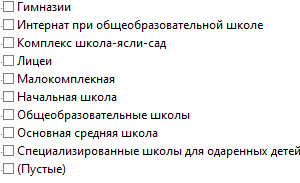 Гимназии
Интернат при общеобразовательной школе
Комплекс школа-ясли-сад
Лицеи
Малокомплекная
Начальная школа
Общеобразовательные школы
Основная средняя школа
Специализированные школы для одаренных детей
(Пустые)